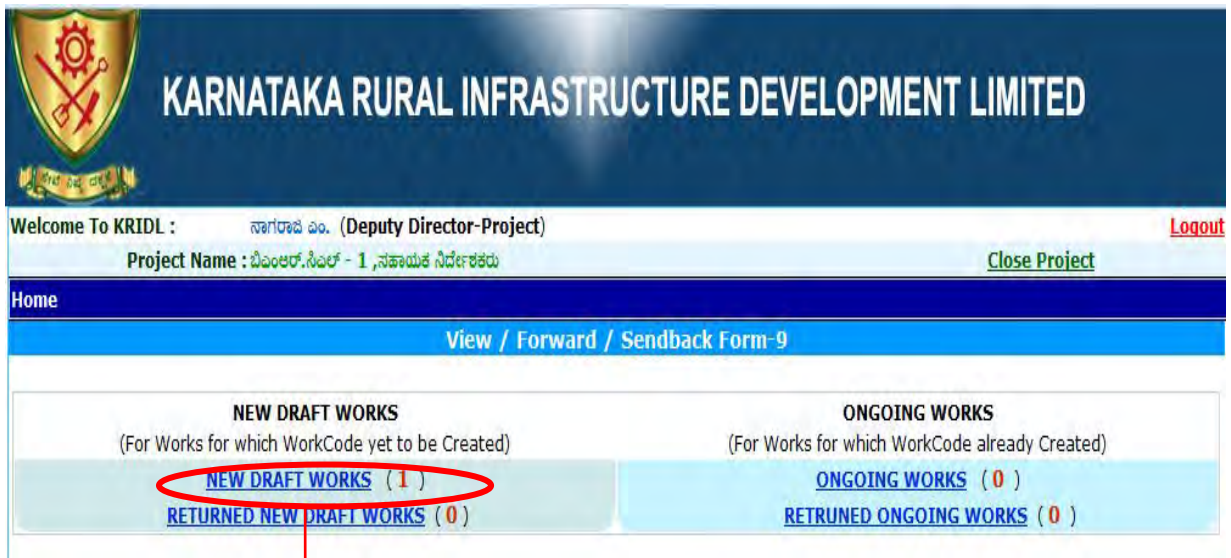 KARNATAKA RURAL INFRASTRUCTURE DEVELOPMENT LIMITED
Welcome To KRIDL : ನಾಗರಾಜಿ ಎಂ. (Deputy Director-Project) Logout
Project Name : ಬಿಎಂಆರ್.ಸಿಎಲ್ - 1 ,ಸಹಾಯಕ ನಿರ್ದೇಶಕರು Close Project
Home
View / Forward / Sendback Form-9
NEW DRAFT WORKS
(For Works for which WorkCode yet to be Created)
NEW DRAFT WORKS ( 1 )
RETURNED NEW DRAFT WORKS ( 0 )
ONGOING WORKS
(For Works for which WorkCode already Created)
ONGOING WORKS ( 0 )
RETRUNED ONGOING WORKS ( 0 )